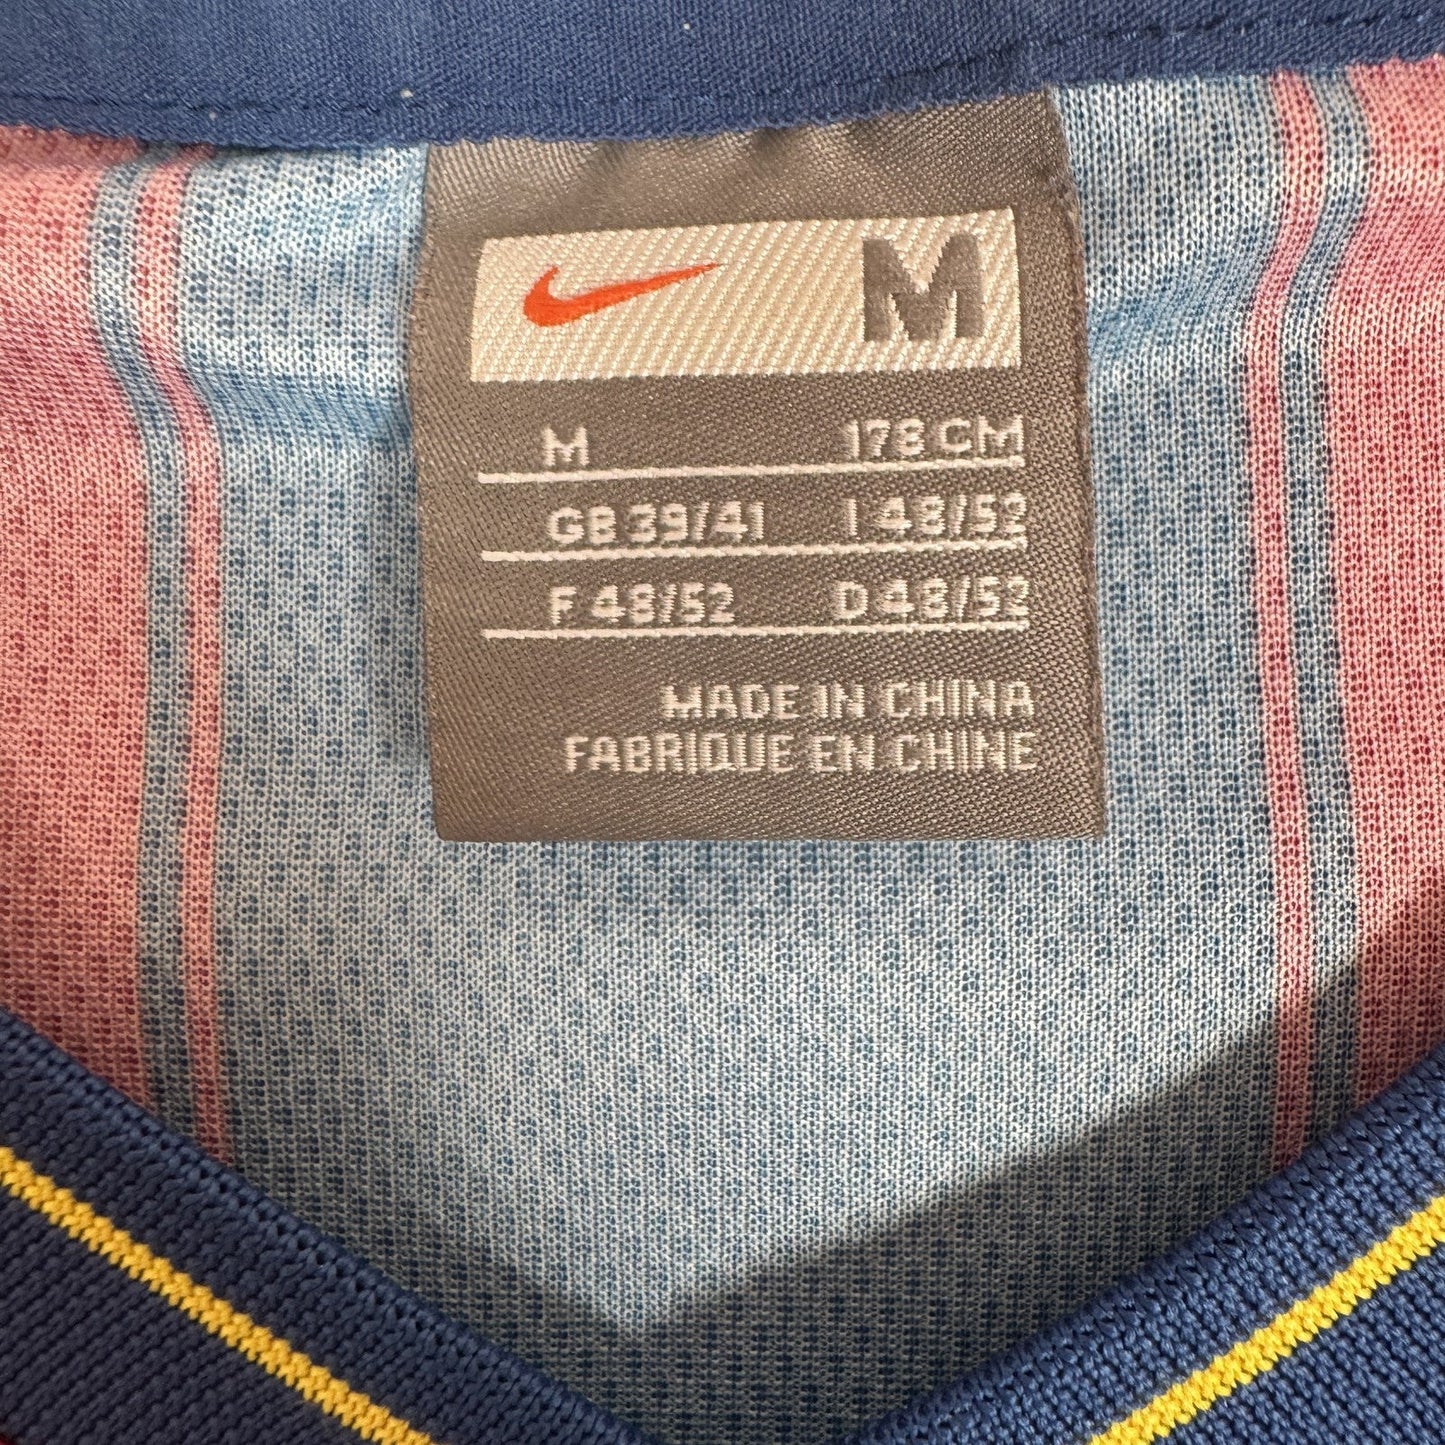 M
M 178 CM
GB 39/41 I 48/52
F 48/52 D 48/52
MADE IN CHINA
FABRIQUE EN CHINE